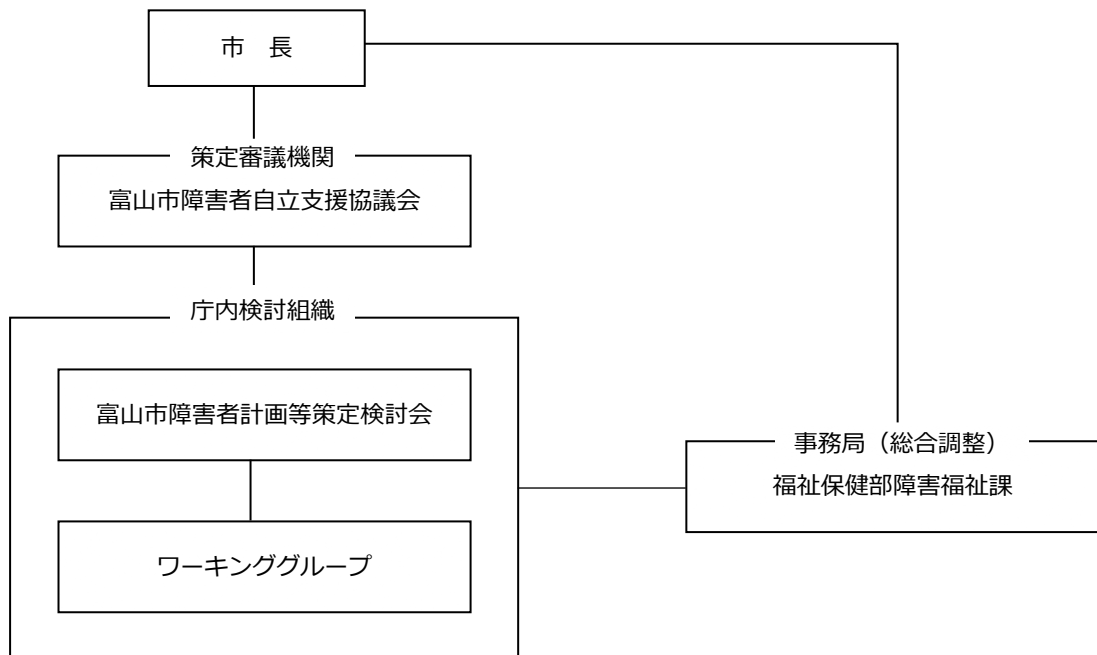 市　長
策定審議機関
富山市障害者自立支援協議会
庁内検討組織
富山市障害者計画等策定検討会
ワーキンググループ
事務局（総合調整）
福祉保健部障害福祉課